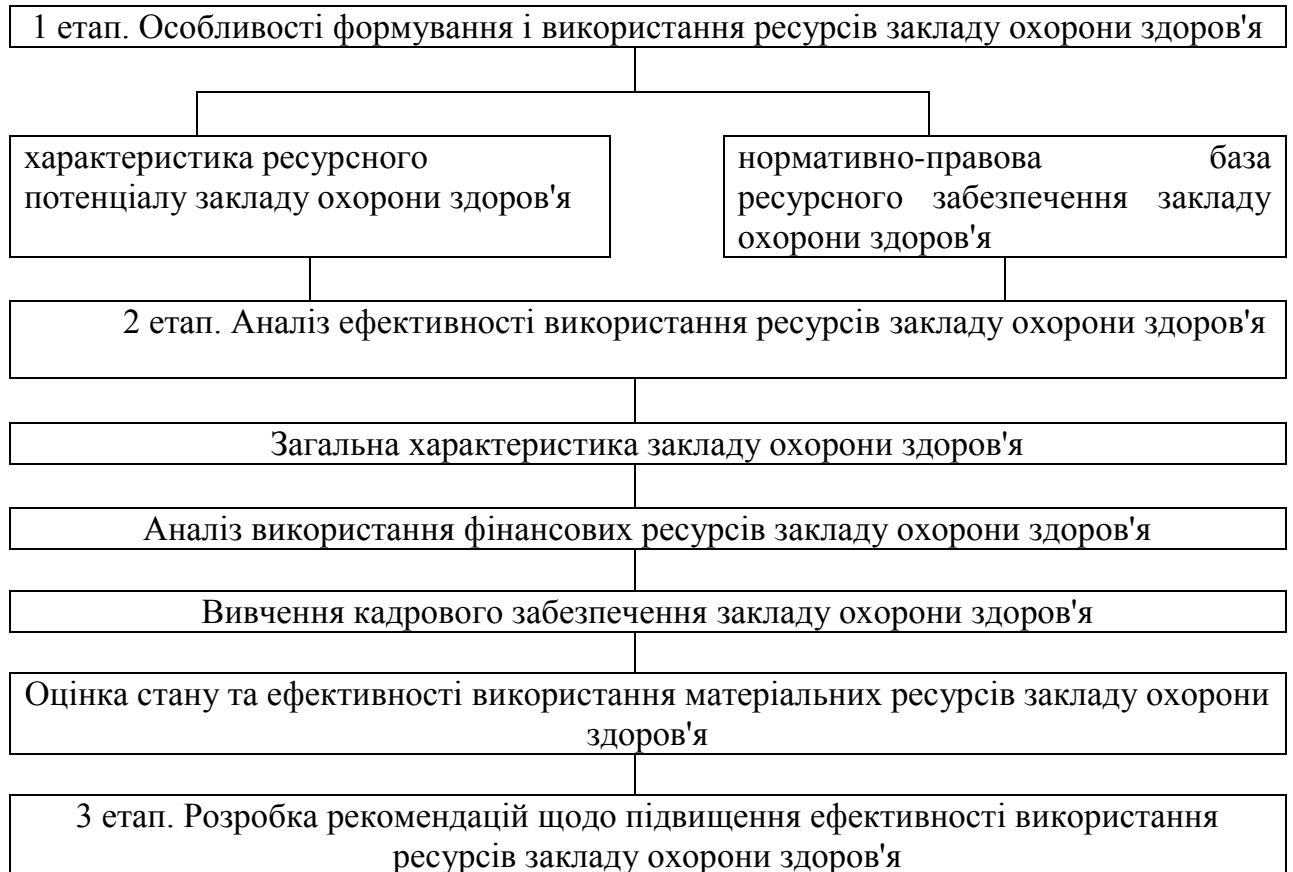 1 етап. Особливості формування і використання ресурсів закладу охорони здоров'я
характеристика ресурсного
потенціалу закладу охорони здоров'я
нормативно-правова база
ресурсного забезпечення закладу
охорони здоров'я
2 етап. Аналіз ефективності використання ресурсів закладу охорони здоров'я
Загальна характеристика закладу охорони здоров'я
Аналіз використання фінансових ресурсів закладу охорони здоров'я
Вивчення кадрового забезпечення закладу охорони здоров'я
Оцінка стану та ефективності використання матеріальних ресурсів закладу охорони
здоров'я
3 етап. Розробка рекомендацій щодо підвищення ефективності використання
ресурсів закладу охорони здоров'я